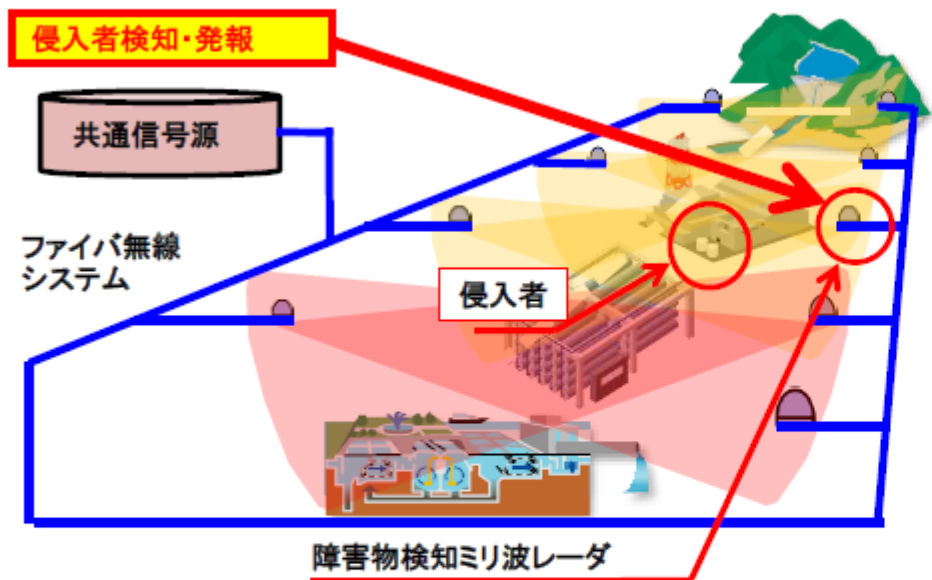 侵入者検知・発報
共通信号源
ファイバ無線
システム
侵入者
障害物検知ミリ波レーダ